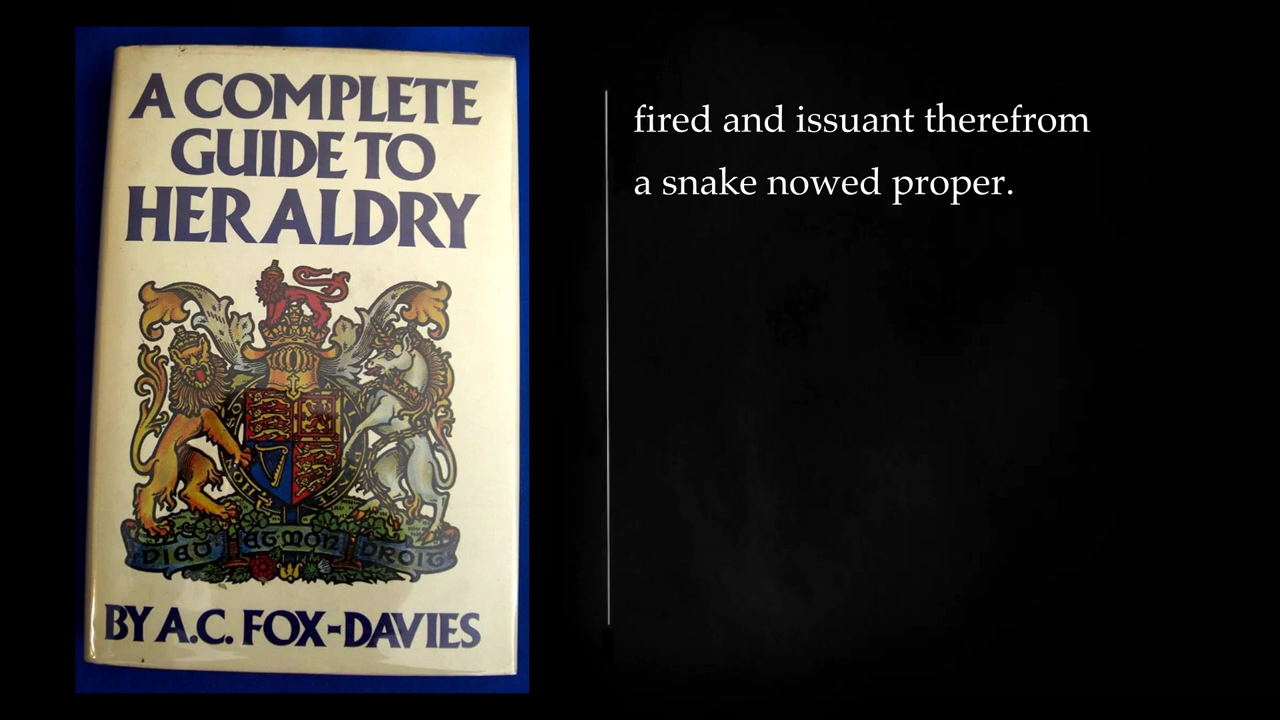 A COMPLETE
GUIDE TO
HERALDRY
DIEU ET MON DROIT
BY A.C. FOX-DAVIES
fired and issuant therefrom
a snake nowed proper.